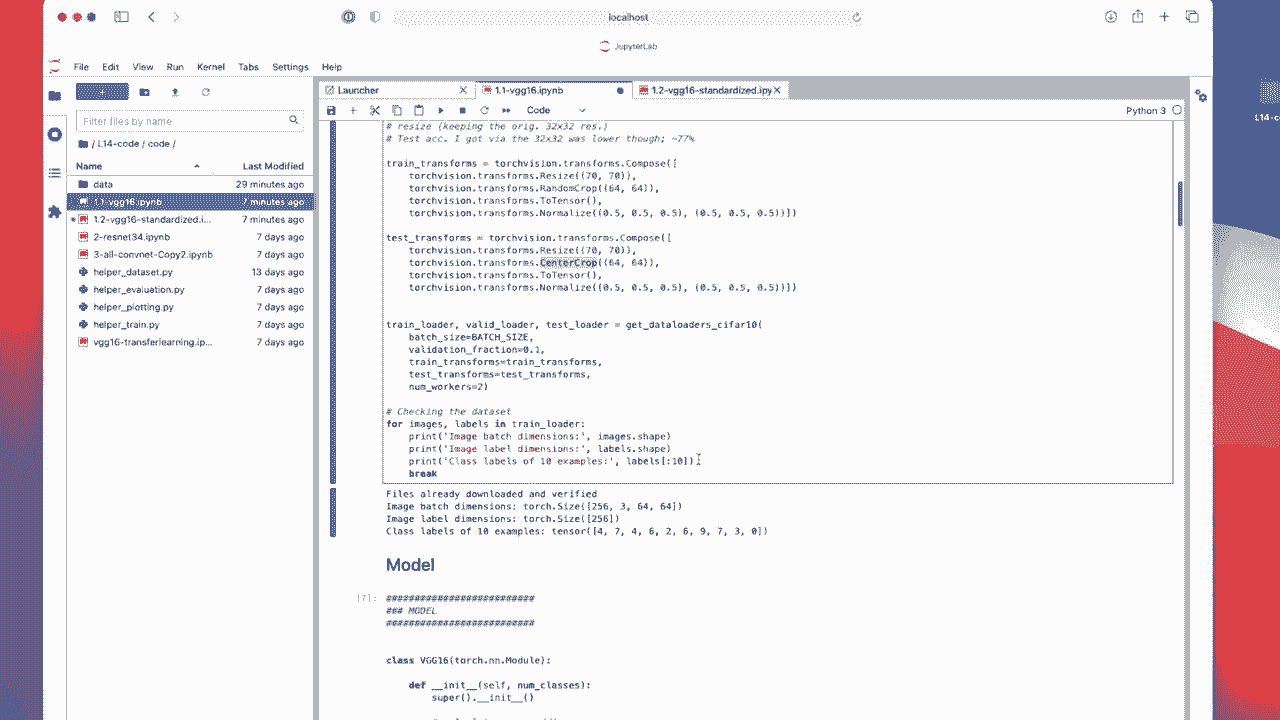 localhost
JupyterLab
File Edit View Run Kernel Tabs Settings Help
Launcher
1.1-vgg16.ipynb
1.2-vgg16-standardized.ipy
Code
Python 3
Filter files by name
/ L14-code / code /
Name Last Modified
data 29 minutes ago
1.1-vgg16.ipynb 7 minutes ago
1.2-vgg16-standardized.i... 7 minutes ago
2-resnet34.ipynb 7 days ago
3-all-convnet-Copy2.ipynb 7 days ago
helper_dataset.py 13 days ago
helper_evaluation.py 7 days ago
helper_plotting.py 7 days ago
helper_train.py 7 days ago
vgg16-transferlearning.ip... 7 days ago
# resize (keeping the orig. 32x32 res.)
# Test acc. I got via the 32x32 was lower though; ~77%
train_transforms = torchvision.transforms.Compose([
torchvision.transforms.Resize((70, 70)),
torchvision.transforms.RandomCrop((64, 64)),
torchvision.transforms.ToTensor(),
torchvision.transforms.Normalize((0.5, 0.5, 0.5), (0.5, 0.5, 0.5))])
test_transforms = torchvision.transforms.Compose([
torchvision.transforms.Resize((70, 70)),
torchvision.transforms.CenterCrop((64, 64)),
torchvision.transforms.ToTensor(),
torchvision.transforms.Normalize((0.5, 0.5, 0.5), (0.5, 0.5, 0.5))])
train_loader, valid_loader, test_loader = get_dataloaders_cifar10(
batch_size=BATCH_SIZE,
validation_fraction=0.1,
train_transforms=train_transforms,
test_transforms=test_transforms,
num_workers=2)
# Checking the dataset
for images, labels in train_loader:
print('Image batch dimensions:', images.shape)
print('Image label dimensions:', labels.shape)
print('Class labels of 10 examples:', labels[:10])
break
Files already downloaded and verified
Image batch dimensions: torch.Size([256, 3, 64, 64])
Image label dimensions: torch.Size([256])
Class labels of 10 examples: tensor([4, 7, 4, 6, 2, 6, 9, 7, 3, 0])
Model
[7]:
##########################
### MODEL
##########################
class VGG16(torch.nn.Module):
def __init__(self, num_classes):
super().__init__()